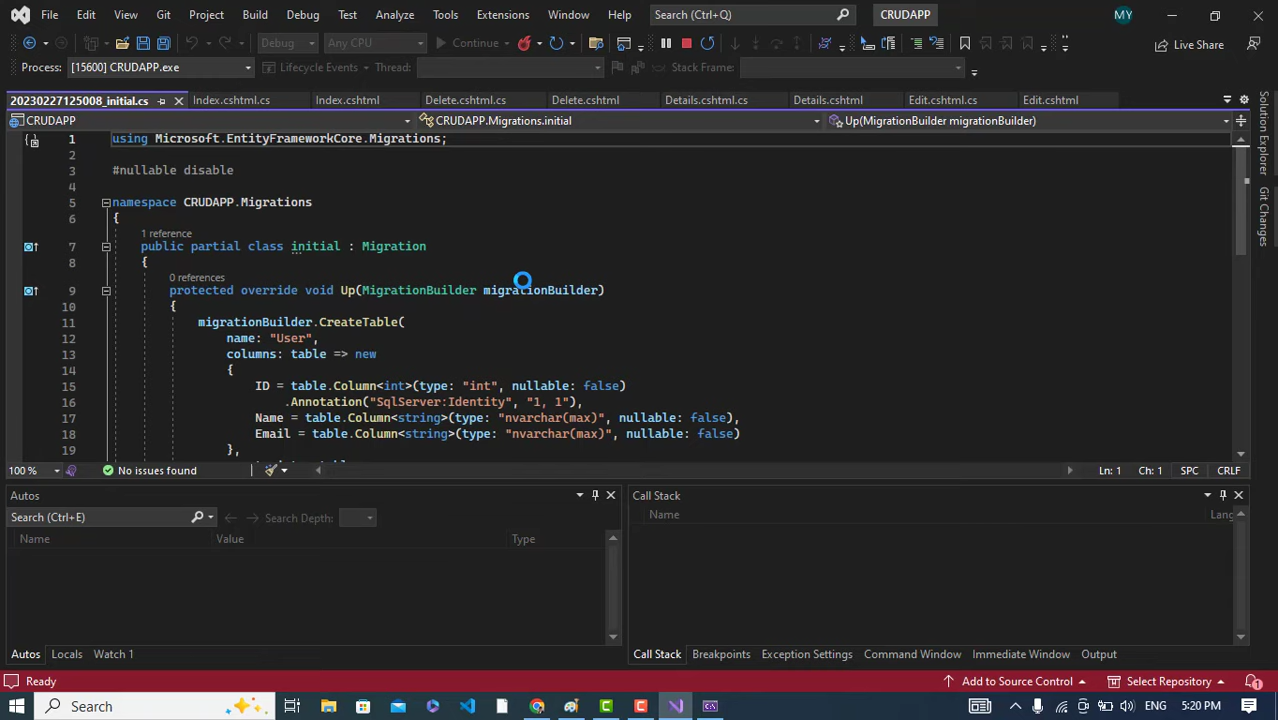 File Edit View Git Project Build Debug Test Analyze Tools Extensions Window Help Search (Ctrl+Q) CRUDAPP MY
Debug Any CPU Continue Live Share
Process: [15600] CRUDAPP.exe Lifecycle Events Thread: Stack Frame:
20230227125008_initial.cs Index.cshtml.cs Index.cshtml Delete.cshtml.cs Delete.cshtml Details.cshtml.cs Details.cshtml Edit.cshtml.cs Edit.cshtml
CRUDAPP CRUDAPP.Migrations.initial Up(MigrationBuilder migrationBuilder)
Solution Explorer
Git Changes
1 using Microsoft.EntityFrameworkCore.Migrations;
2
3 #nullable disable
4
5 namespace CRUDAPP.Migrations
6 {
1 reference
7 public partial class initial : Migration
8 {
0 references
9 protected override void Up(MigrationBuilder migrationBuilder)
10 {
11 migrationBuilder.CreateTable(
12 name: "User",
13 columns: table => new
14 {
15 ID = table.Column<int>(type: "int", nullable: false)
16 .Annotation("SqlServer:Identity", "1, 1"),
17 Name = table.Column<string>(type: "nvarchar(max)", nullable: false),
18 Email = table.Column<string>(type: "nvarchar(max)", nullable: false)
19 },
100 % No issues found Ln: 1 Ch: 1 SPC CRLF
Autos
Search (Ctrl+E) Search Depth:
Name Value Type
Autos Locals Watch 1
Call Stack
Name Lang
Call Stack Breakpoints Exception Settings Command Window Immediate Window Output
Ready Add to Source Control Select Repository 1
Search ENG 5:20 PM